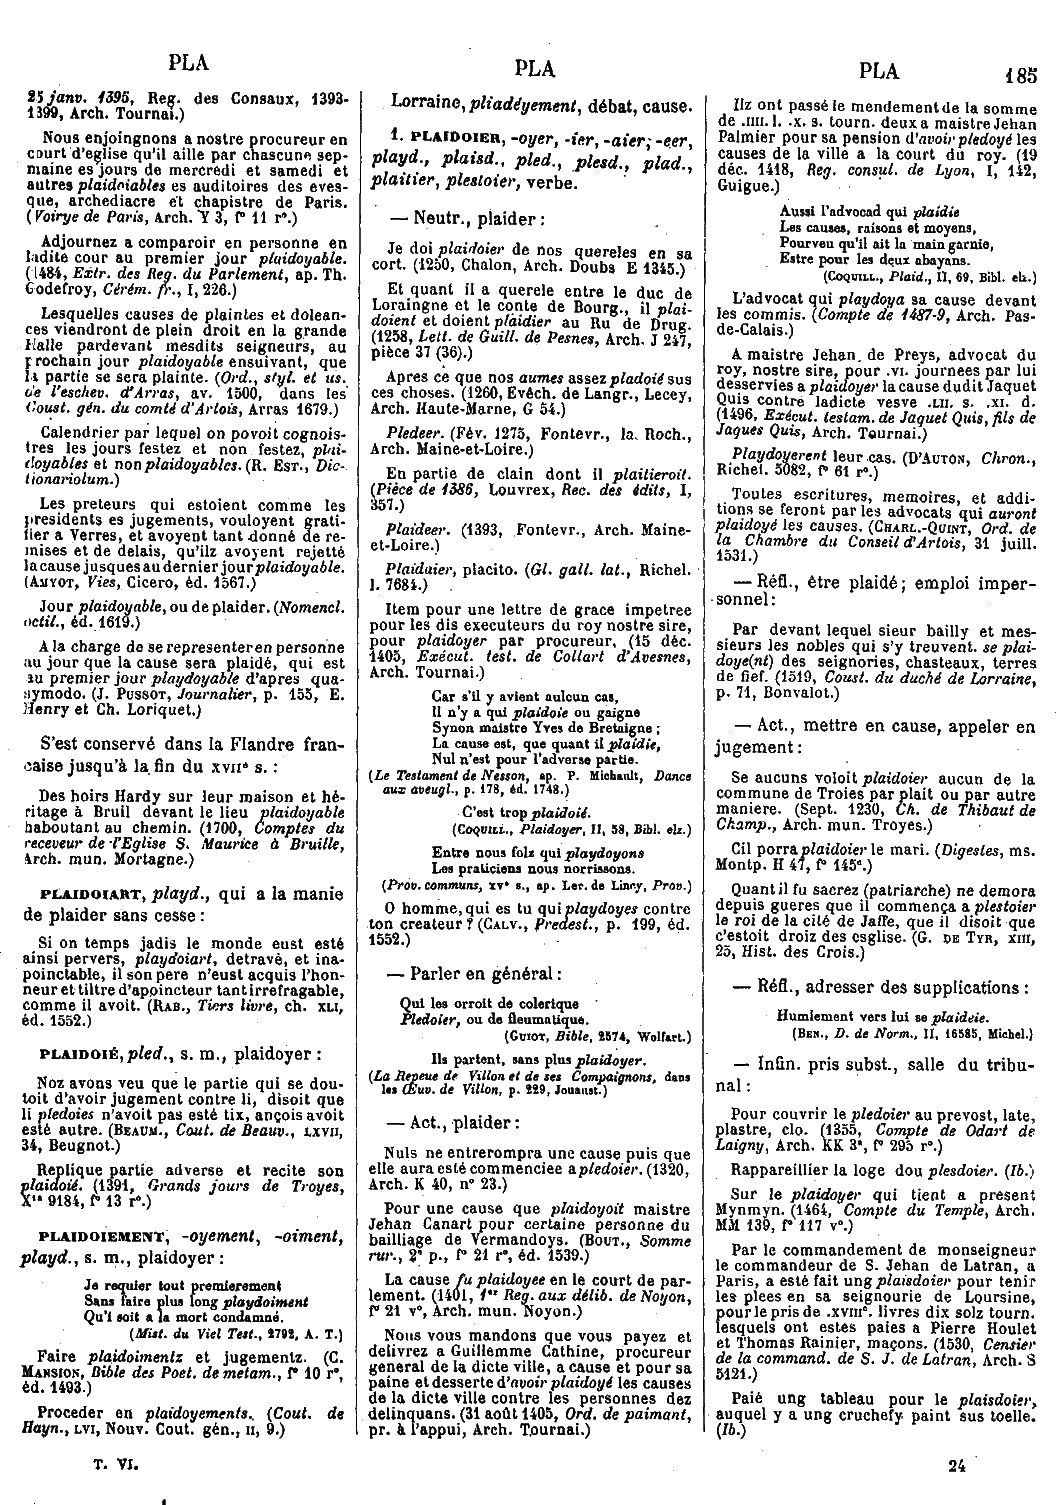 PLA
PLA
PLA
185
25 janv. 1395, Reg. des Consaux, 1393-
1399, Arch. Tournai.)
Nous enjoingnons a nostre procureur en
court d'eglise qu'il aille par chascune sep-
maine es jours de mercredi et samedi et
autres plaidoiables es auditoires des eves-
que, archediacre et chapistre de Paris.
(Voirye de Paris, Arch. Y 3, f° 11 r°.)
Adjournez a comparoir en personne en
ladite cour au premier jour plaidoyable.
(1484, Extr. des Reg. du Parlement, ap. Th.
Godefroy, Cérém. fr., I, 226.)
Lesquelles causes de plaintes et dolean-
ces viendront de plein droit en la grande
Halle pardevant mesdits seigneurs, au
prochain jour plaidoyable ensuivant, que
la partie se sera plainte. (Ord., styl. et us.
de l'eschev. d'Arras, av. 1500, dans les
Coust. gén. du comté d'Artois, Arras 1679.)
Calendrier par lequel on povoit cognois-
tres les jours festez et non festez, plai-
doyables et non plaidoyables. (R. EST., Dic-
tionariolum.)
Les preteurs qui estoient comme les
presidents es jugements, vouloyent grati-
fier a Verres, et avoyent tant donné de re-
mises et de delais, qu'ilz avoyent rejetté
la cause jusques au dernier jour plaidoyable.
(AMYOT, Vies, Cicero, éd. 1567.)
Jour plaidoyable, ou de plaider. (Nomencl.
octil., éd. 1619.)
A la charge de se representer en personne
au jour que la cause sera plaidé, qui est
au premier jour playdoyable d'apres qua-
symodo. (J. PUSSOT, Journalier, p. 155, E.
Henry et Ch. Loriquet.)
S'est conservé dans la Flandre fran-
caise jusqu'à la fin du XVIIe s. :
Des hoirs Hardy sur leur maison et hé-
ritage à Bruil devant le lieu plaidoyable
haboutant au chemin. (1700, Comptes du
receveur de l'Eglise S. Maurice à Bruille,
Arch. mun. Mortagne.)
PLAIDOIART, playd., qui a la manie
de plaider sans cesse :
Si on temps jadis le monde eust esté
ainsi pervers, playdoiart, detravé, et ina-
poinctable, il son pere n'eust acquis l'hon-
neur et tiltre d'appoincteur tant irrefragable,
comme il avoit. (RAB., Tiers livre, ch. XLI,
éd. 1552.)
PLAIDOIÉ, pled., s. m., plaidoyer :
Noz avons veu que le partie qui se dou-
toit d'avoir jugement contre li, disoit que
li pledoies n'avoit pas esté tix, ançois avoit
esté autre. (BEAUM., Cout. de Beauv., LXVII,
34, Beugnot.)
Replique partie adverse et recite son
plaidoié. (1391, Grands jours de Troyes,
X1a 9184, f° 13 r°.)
PLAIDOIEMENT, -oyement, -oiment,
playd., s. m., plaidoyer :
Je requier tout premierement
Sans faire plus long playdoiment
Qu'i soit a la mort condamné.
(Mist. du Viel Test., 2792, A. T.)
Faire plaidoimentz et jugementz. (C.
MANSION, Bible des Poet. de metam., f° 10 r°,
éd. 1493.)
Proceder en plaidoyements. (Cout. de
Hayn., LVI, Nouv. Cout. gén., II, 9.)
T. VI.
Lorraine, pliadéyement, débat, cause.
1. PLAIDOIER, -oyer, -ier, -aier, -eer,
playd., plaisd., pled., plesd., plad.,
plaitier, plestoier, verbe.
— Neutr., plaider :
Je doi plaidoier de nos quereles en sa
cort. (1250, Chalon, Arch. Doubs E 1345.)
Et quant il a querele entre le duc de
Loraingne et le conte de Bourg., il plai-
doient et doient plaidier au Ru de Drug.
(1258, Lett. de Guill. de Pesnes, Arch. J 247,
pièce 37 (36).)
Apres ce que nos aumes assez pladoié sus
ces choses. (1260, Evêch. de Langr., Lecey,
Arch. Haute-Marne, G 54.)
Pledeer. (Fév. 1275, Fontevr., la Roch.,
Arch. Maine-et-Loire.)
En partie de clain dont il plaitieroit.
(Pièce de 1386, Louvrex, Rec. des édits, I,
357.)
Plaideer. (1393, Fontevr., Arch. Maine-
et-Loire.)
Plaidaier, placito. (Gl. gall. lat., Richel.
l. 7684.)
Item pour une lettre de grace impetree
pour les dis executeurs du roy nostre sire,
pour plaidoyer par procureur. (15 déc.
1405, Exécut. test. de Collart d'Avesnes,
Arch. Tournai.)
Car s'il y avient aulcun cas,
Il n'y a qui plaidoie ou gaigne
Synon maistre Yves de Bretaigne ;
La cause est, que quant il plaidie,
Nul n'est pour l'adverse partie.
(Le Testament de Nesson, ap. P. Michault, Dance
aux aveugl., p. 178, éd. 1748.)
C'est trop plaidoié.
(COQUILL., Plaidoyer, II, 58, Bibl. elz.)
Entre nous folz qui playdoyons
Les praticiens nous norrissons.
(Prov. communs, XVe s., ap. Ler. de Lincy, Prov.)
O homme, qui es tu qui playdoyes contre
ton createur ? (CALV., Predest., p. 199, éd.
1552.)
— Parler en général :
Qui les orroit de colerique
Pledoier, ou de fleumatique.
(GUIOT, Bible, 2574, Wolfart.)
Ils partent, sans plus plaidoyer.
(La Repeue de Villon et de ses Compaignons, dans
les Œuv. de Villon, p. 229, Jouanst.)
— Act., plaider :
Nuls ne entrerompra une cause puis que
elle aura esté commenciee a pledoier. (1320,
Arch. K 40, n° 23.)
Pour une cause que plaidoyoit maistre
Jehan Canart pour certaine personne du
bailliage de Vermandoys. (BOUT., Somme
rur., 2e p., f° 21 r°, éd. 1539.)
La cause fu plaidoyee en le court de par-
lement. (1401, 1er Reg. aux délib. de Noyon,
f° 21 v°, Arch. mun. Noyon.)
Nous vous mandons que vous payez et
delivrez a Guillemme Cathine, procureur
general de la dicte ville, a cause et pour sa
paine et desserte d'avoir plaidoyé les causes
de la dicte ville contre les personnes dez
delinquans. (31 août 1405, Ord. de paimant,
pr. à l'appui, Arch. Tournai.)
Ilz ont passé le mendement de la somme
de .IIII. l. .X. s. tourn. deux a maistre Jehan
Palmier pour sa pension d'avoir pledoyé les
causes de la ville a la court du roy. (19
déc. 1418, Reg. consul. de Lyon, I, 142,
Guigue.)
Aussi l'advocad qui plaidie
Les causes, raisons et moyens,
Pourveu qu'il ait la main garnie,
Estre pour les deux abayans.
(COQUILL., Plaid., II, 69, Bibl. elz.)
L'advocat qui playdoya sa cause devant
les commis. (Compte de 1487-9, Arch. Pas-
de-Calais.)
A maistre Jehan de Preys, advocat du
roy, nostre sire, pour .VI. journees par lui
desservies a plaidoyer la cause dudit Jaquet
Quis contre ladicte vesve .LII. s. .XI. d.
(1496, Exécut. testam. de Jaquet Quis, fils de
Jaques Quis, Arch. Tournai.)
Playdoyerent leur cas. (D'AUTON, Chron.,
Richel. 5082, f° 61 r°.)
Toutes escritures, memoires, et addi-
tions se feront par les advocats qui auront
plaidoyé les causes. (CHARL.-QUINT, Ord. de
la Chambre du Conseil d'Artois, 31 juill.
1531.)
— Réfl., être plaidé ; emploi imper-
sonnel :
Par devant lequel sieur bailly et mes-
sieurs les nobles qui s'y treuvent. se plai-
doye(nt) des seignories, chasteaux, terres
de fief. (1519, Coust. du duché de Lorraine,
p. 71, Bonvalot.)
— Act., mettre en cause, appeler en
jugement :
Se aucuns voloit plaidoier aucun de la
commune de Troies par plait ou par autre
maniere. (Sept. 1230, Ch. de Thibaut de
Champ., Arch. mun. Troyes.)
Cil porra plaidoier le mari. (Digestes, ms.
Montp. H 47, f° 145d.)
Quant il fu sacrez (patriarche) ne demora
depuis gueres que il commença a plestoier
le roi de la cité de Jaffe, que il disoit que
c'estoit droiz des esglise. (G. DE TYR, XIII,
25, Hist. des Crois.)
— Réfl., adresser des supplications :
Humlement vers lui se plaideie.
(BEN., D. de Norm., II, 16585, Michel.)
— Infin. pris subst., salle du tribu-
nal :
Pour couvrir le pledoier au prevost, late,
plastre, clo. (1355, Compte de Odart de
Laigny, Arch. KK 3a, f° 295 r°.)
Rappareillier la loge dou plesdoier. (Ib.)
Sur le plaidoyer qui tient a present
Mynmyn. (1464, Compte du Temple, Arch.
MM 139, f° 117 v°.)
Par le commandement de monseigneur
le commandeur de S. Jehan de Latran, a
Paris, a esté fait ung plaisdoier pour tenir
les plees en sa seignourie de Loursine,
pour le pris de .XVIIIc. livres dix solz tourn.
lesquels ont estes paies a Pierre Houlet
et Thomas Rainier, maçons. (1530, Censier
de la command. de S. J. de Latran, Arch. S
5121.)
Paié ung tableau pour le plaisdoier,
auquel y a ung cruchefy paint sus toelle.
(Ib.)
24